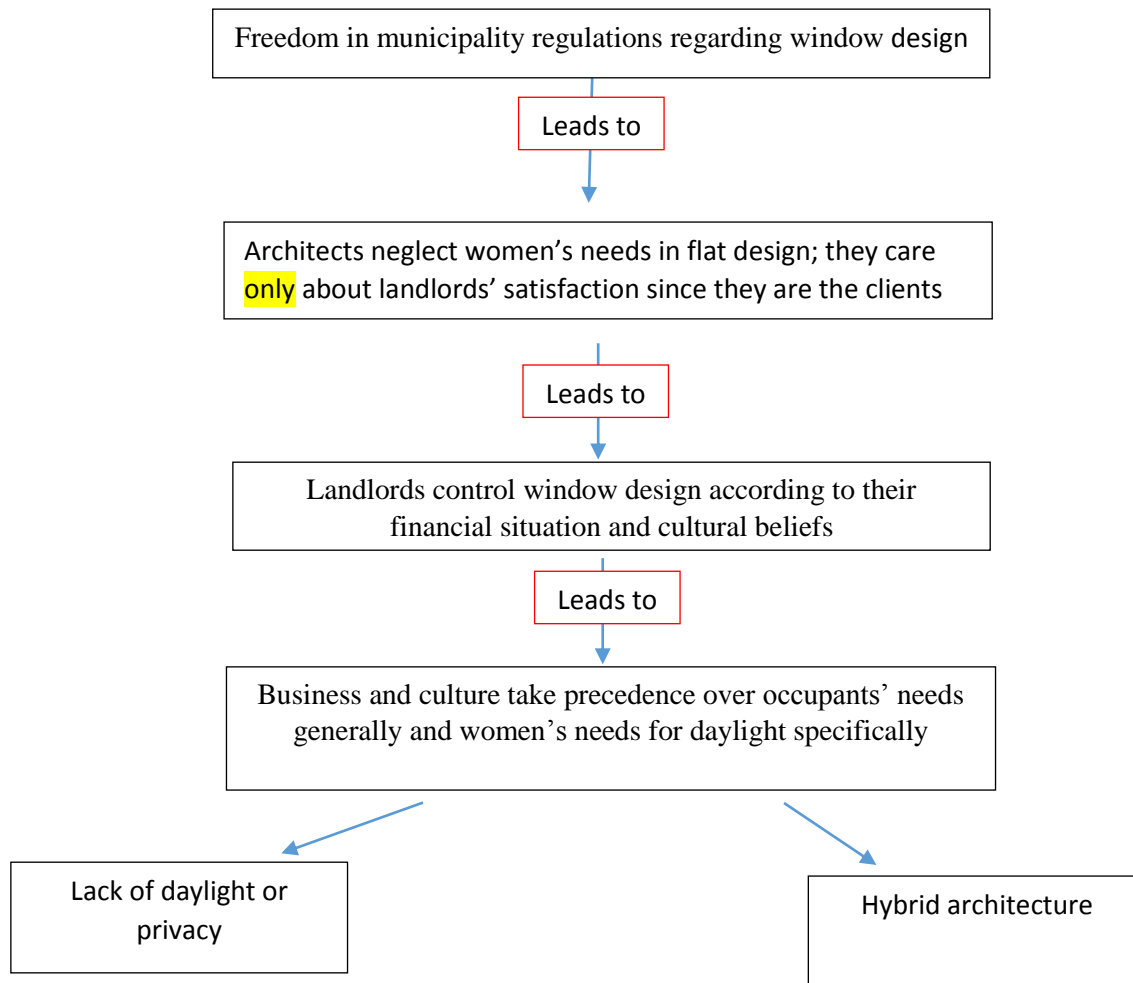 Freedom in municipality regulations regarding window design
Leads to
Architects neglect women’s needs in flat design; they care
only about landlords’ satisfaction since they are the clients
Leads to
Landlords control window design according to their
financial situation and cultural beliefs
Leads to
Business and culture take precedence over occupants’ needs
generally and women’s needs for daylight specifically
Lack of daylight or
privacy
Hybrid architecture